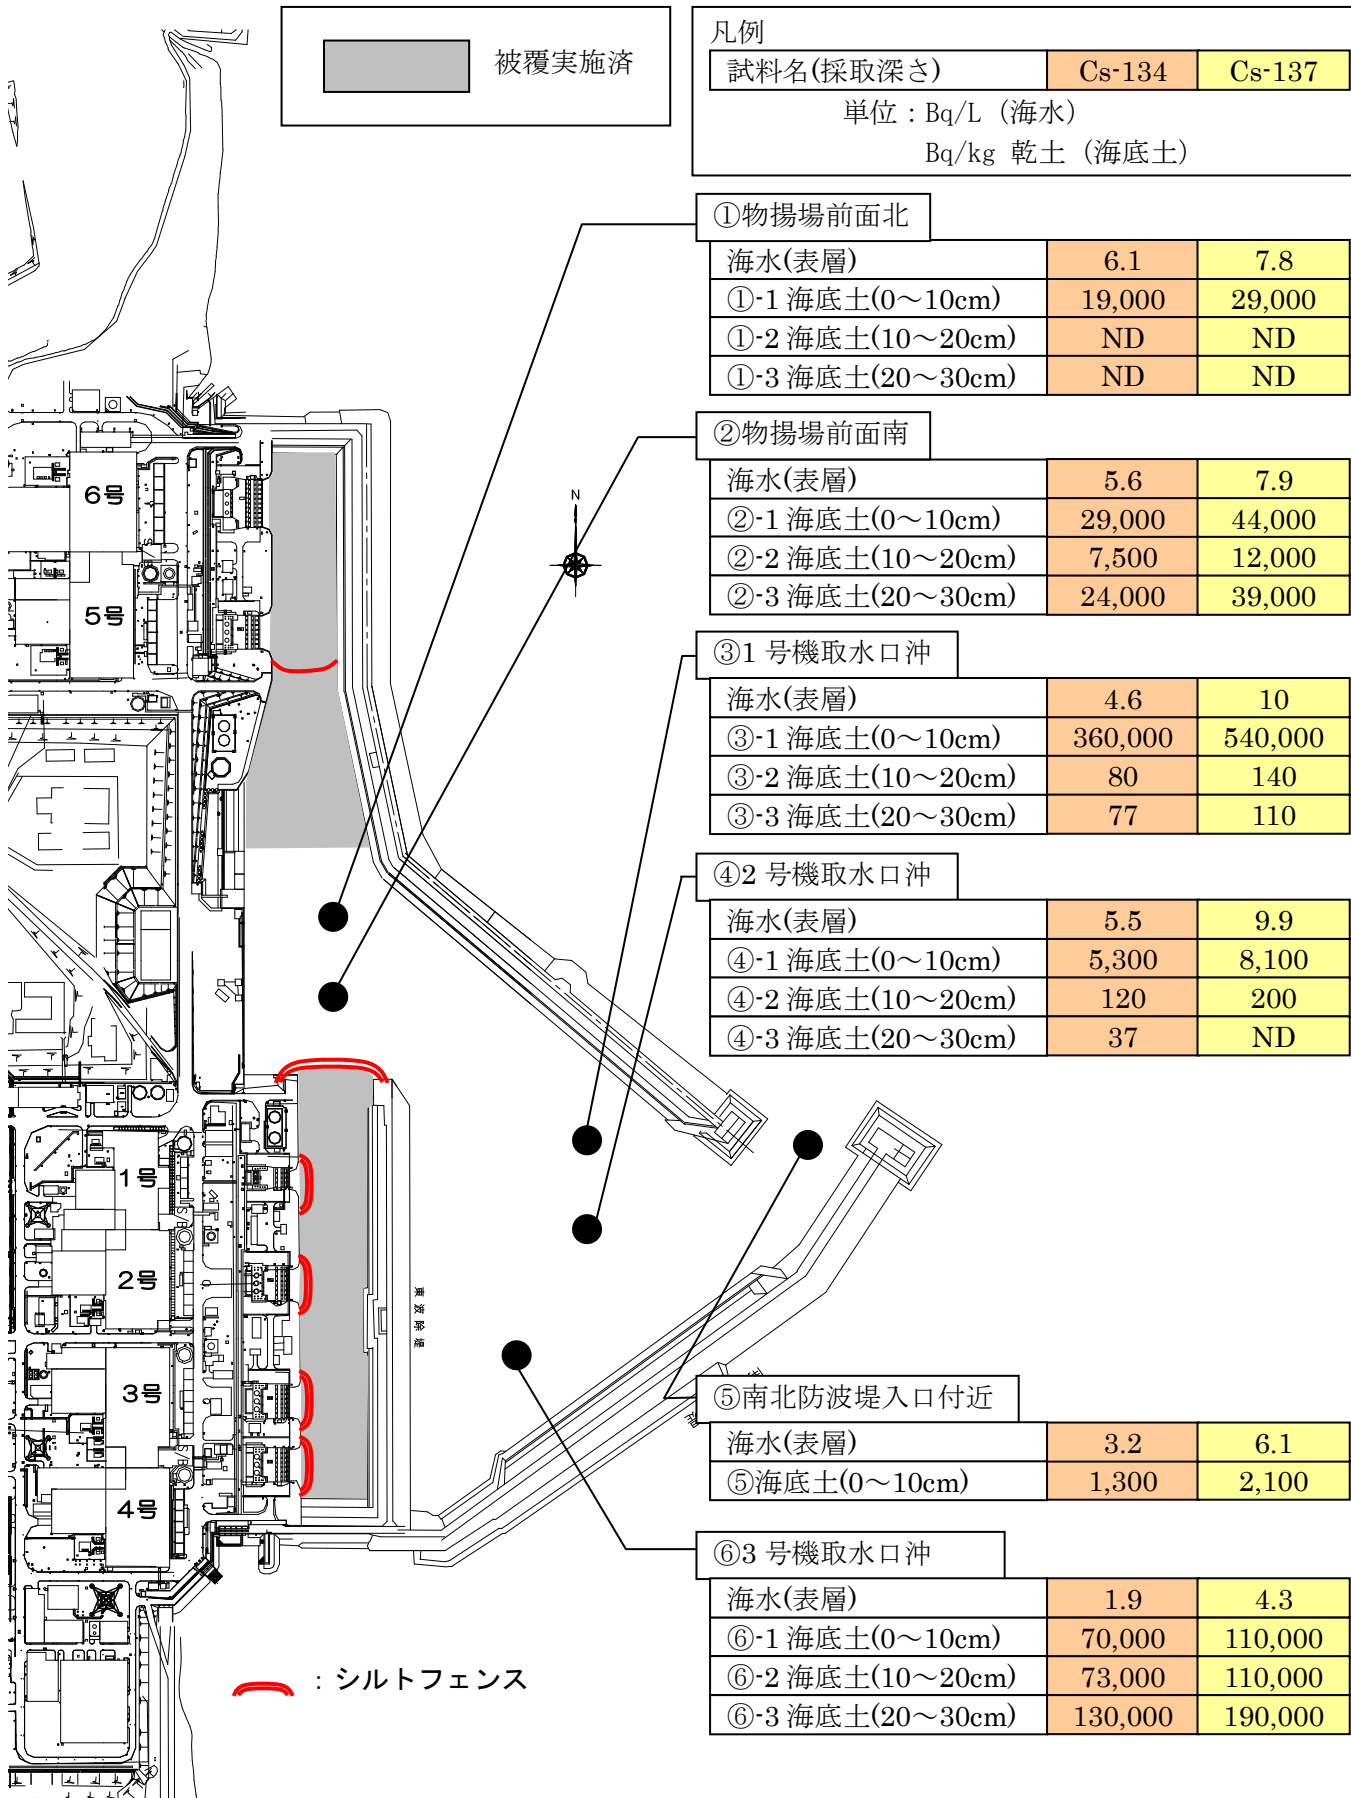 被覆実施済
凡例
試料名(採取深さ) Cs-134 Cs-137
単位：Bq/L（海水）
Bq/kg 乾土（海底土）
①物揚場前面北
海水(表層) 6.1 7.8
①-1 海底土(0～10cm) 19,000 29,000
①-2 海底土(10～20cm) ND ND
①-3 海底土(20～30cm) ND ND
②物揚場前面南
海水(表層) 5.6 7.9
②-1 海底土(0～10cm) 29,000 44,000
②-2 海底土(10～20cm) 7,500 12,000
②-3 海底土(20～30cm) 24,000 39,000
③1 号機取水口沖
海水(表層) 4.6 10
③-1 海底土(0～10cm) 360,000 540,000
③-2 海底土(10～20cm) 80 140
③-3 海底土(20～30cm) 77 110
④2 号機取水口沖
海水(表層) 5.5 9.9
④-1 海底土(0～10cm) 5,300 8,100
④-2 海底土(10～20cm) 120 200
④-3 海底土(20～30cm) 37 ND
⑤南北防波堤入口付近
海水(表層) 3.2 6.1
⑤海底土(0～10cm) 1,300 2,100
⑥3 号機取水口沖
海水(表層) 1.9 4.3
⑥-1 海底土(0～10cm) 70,000 110,000
⑥-2 海底土(10～20cm) 73,000 110,000
⑥-3 海底土(20～30cm) 130,000 190,000
N
6号
5号
1号
2号
3号
4号
東波除堤
：シルトフェンス